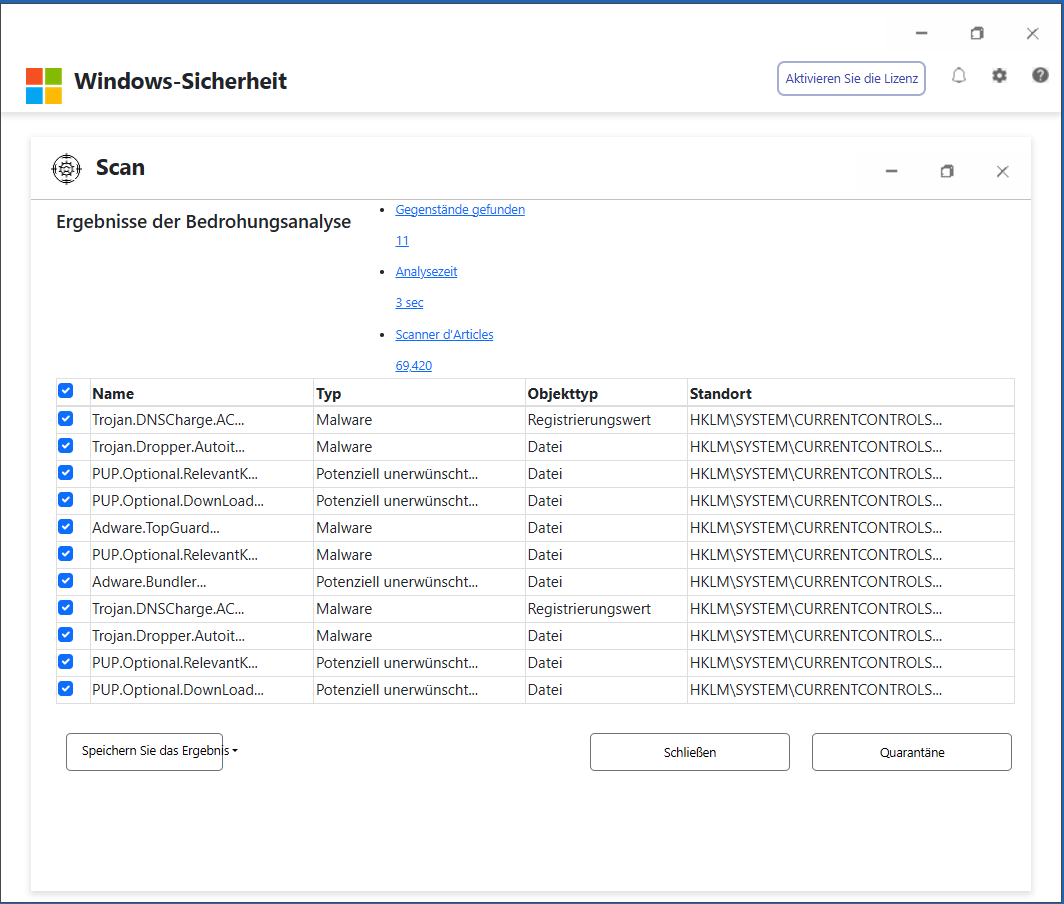 Windows-Sicherheit
Aktivieren Sie die Lizenz
Scan
Ergebnisse der Bedrohungsanalyse
Gegenstände gefunden
11
Analysezeit
3 sec
Scanner d'Articles
69,420
Name Typ Objekttyp Standort
Trojan.DNSCharge.AC... Malware Registrierungswert HKLM\SYSTEM\CURRENTCONTROLS...
Trojan.Dropper.Autoit... Malware Datei HKLM\SYSTEM\CURRENTCONTROLS...
PUP.Optional.RelevantK... Potenziell unerwünscht... Datei HKLM\SYSTEM\CURRENTCONTROLS...
PUP.Optional.DownLoad... Potenziell unerwünscht... Datei HKLM\SYSTEM\CURRENTCONTROLS...
Adware.TopGuard... Malware Datei HKLM\SYSTEM\CURRENTCONTROLS...
PUP.Optional.RelevantK... Malware Datei HKLM\SYSTEM\CURRENTCONTROLS...
Adware.Bundler... Potenziell unerwünscht... Datei HKLM\SYSTEM\CURRENTCONTROLS...
Trojan.DNSCharge.AC... Malware Registrierungswert HKLM\SYSTEM\CURRENTCONTROLS...
Trojan.Dropper.Autoit... Malware Datei HKLM\SYSTEM\CURRENTCONTROLS...
PUP.Optional.RelevantK... Potenziell unerwünscht... Datei HKLM\SYSTEM\CURRENTCONTROLS...
PUP.Optional.DownLoad... Potenziell unerwünscht... Datei HKLM\SYSTEM\CURRENTCONTROLS...
Speichern Sie das Ergebnis Schließen Quarantäne